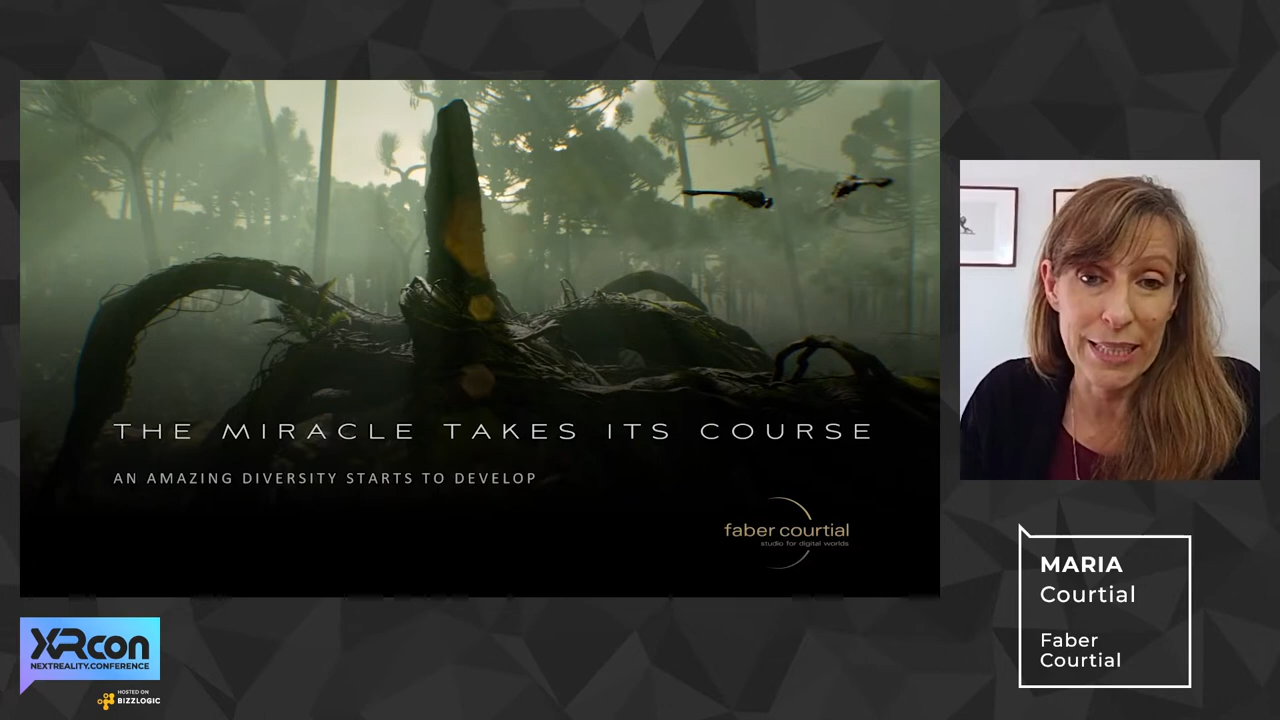 THE MIRACLE TAKES ITS COURSE
AN AMAZING DIVERSITY STARTS TO DEVELOP
faber courtial
studio for digital worlds
MARIA
Courtial
Faber
Courtial
XRcon
NEXTREALITY.CONFERENCE
HOSTED ON
BIZZLOGIC